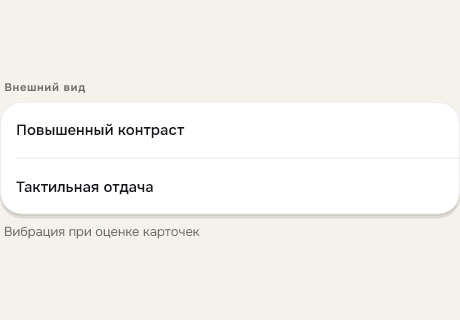 Внешний вид
Повышенный контраст
Тактильная отдача
Вибрация при оценке карточек